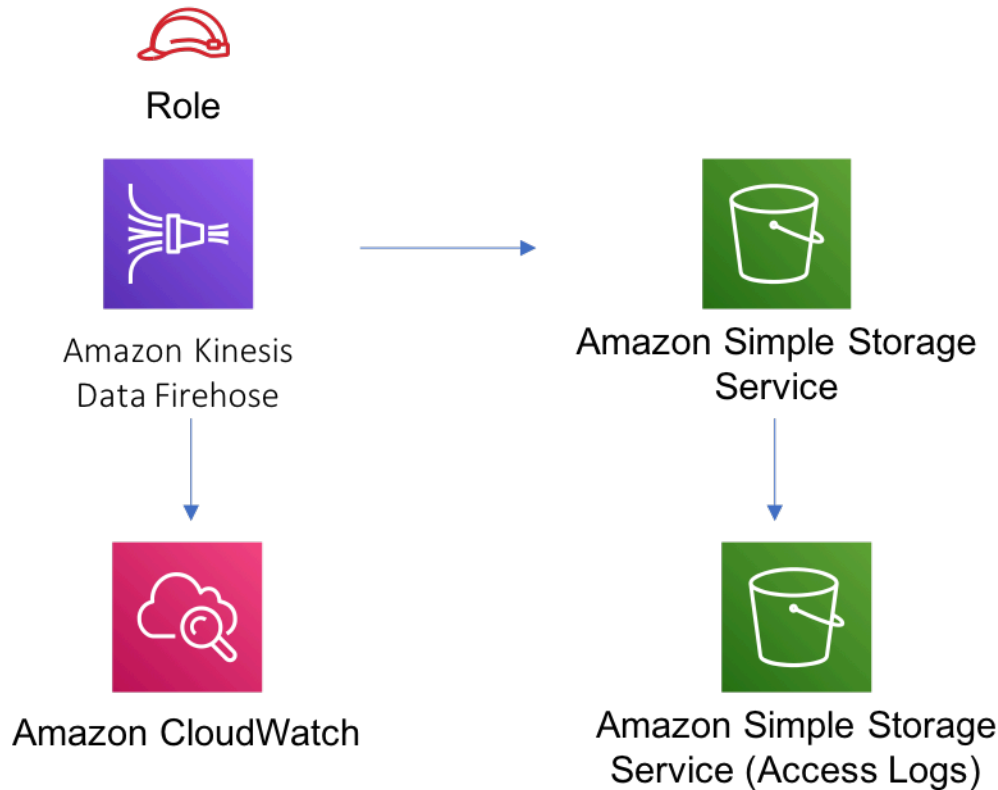 Role
Amazon Kinesis
Data Firehose
Amazon Simple Storage
Service
Amazon CloudWatch
Amazon Simple Storage
Service (Access Logs)